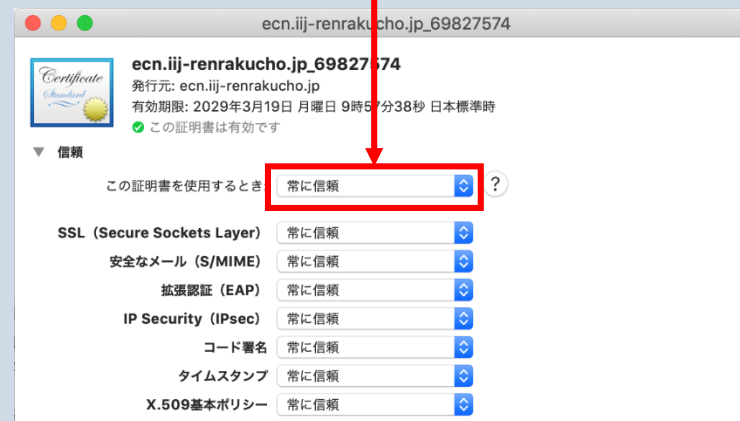 ecn.iij-renrakucho.jp_69827574
Certificate
Standard
ecn.iij-renrakucho.jp_69827574
発行元: ecn.iij-renrakucho.jp
有効期限: 2029年3月19日 月曜日 9時57分38秒 日本標準時
この証明書は有効です
信頼
この証明書を使用するとき: 常に信頼 ?
SSL（Secure Sockets Layer） 常に信頼
安全なメール（S/MIME） 常に信頼
拡張認証（EAP） 常に信頼
IP Security（IPsec） 常に信頼
コード署名 常に信頼
タイムスタンプ 常に信頼
X.509基本ポリシー 常に信頼